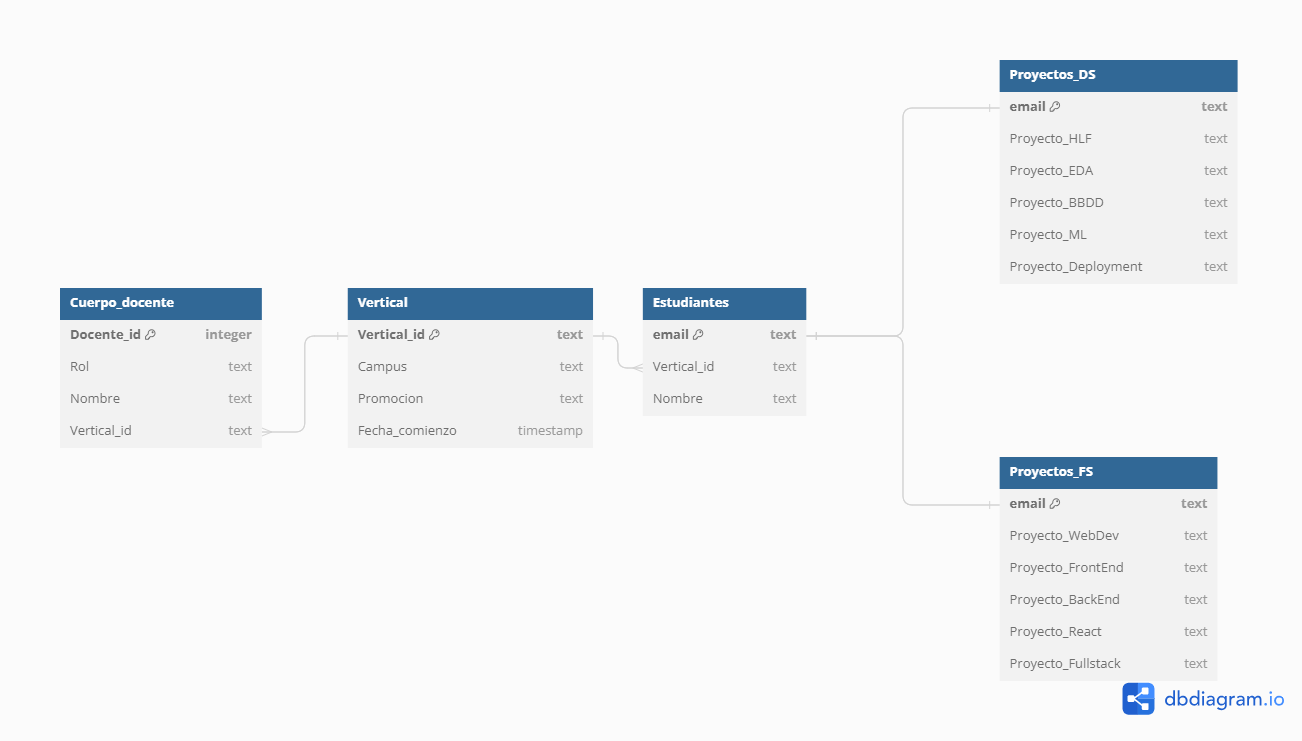 Cuerpo_docente
Docente_id integer
Rol text
Nombre text
Vertical_id text
Vertical
Vertical_id text
Campus text
Promocion text
Fecha_comienzo timestamp
Estudiantes
email text
Vertical_id text
Nombre text
Proyectos_DS
email text
Proyecto_HLF text
Proyecto_EDA text
Proyecto_BBDD text
Proyecto_ML text
Proyecto_Deployment text
Proyectos_FS
email text
Proyecto_WebDev text
Proyecto_FrontEnd text
Proyecto_BackEnd text
Proyecto_React text
Proyecto_Fullstack text
dbdiagram.io